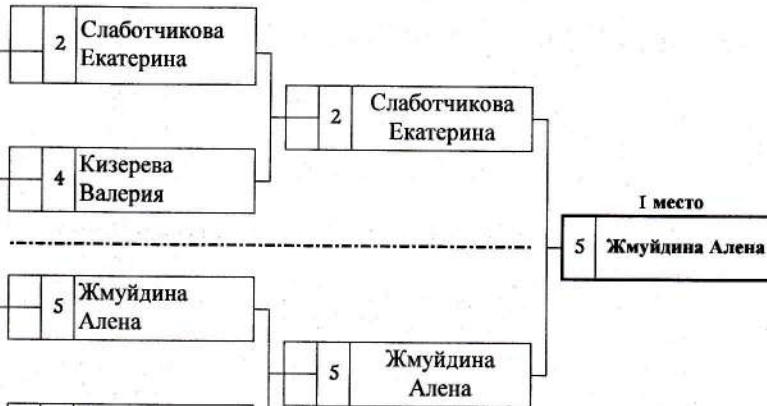 2 Слаботчикова
Екатерина
2 Слаботчикова
Екатерина
4 Кизерева
Валерия
I место
5 Жмуйдина Алена
5 Жмуйдина
Алена
5 Жмуйдина
Алена